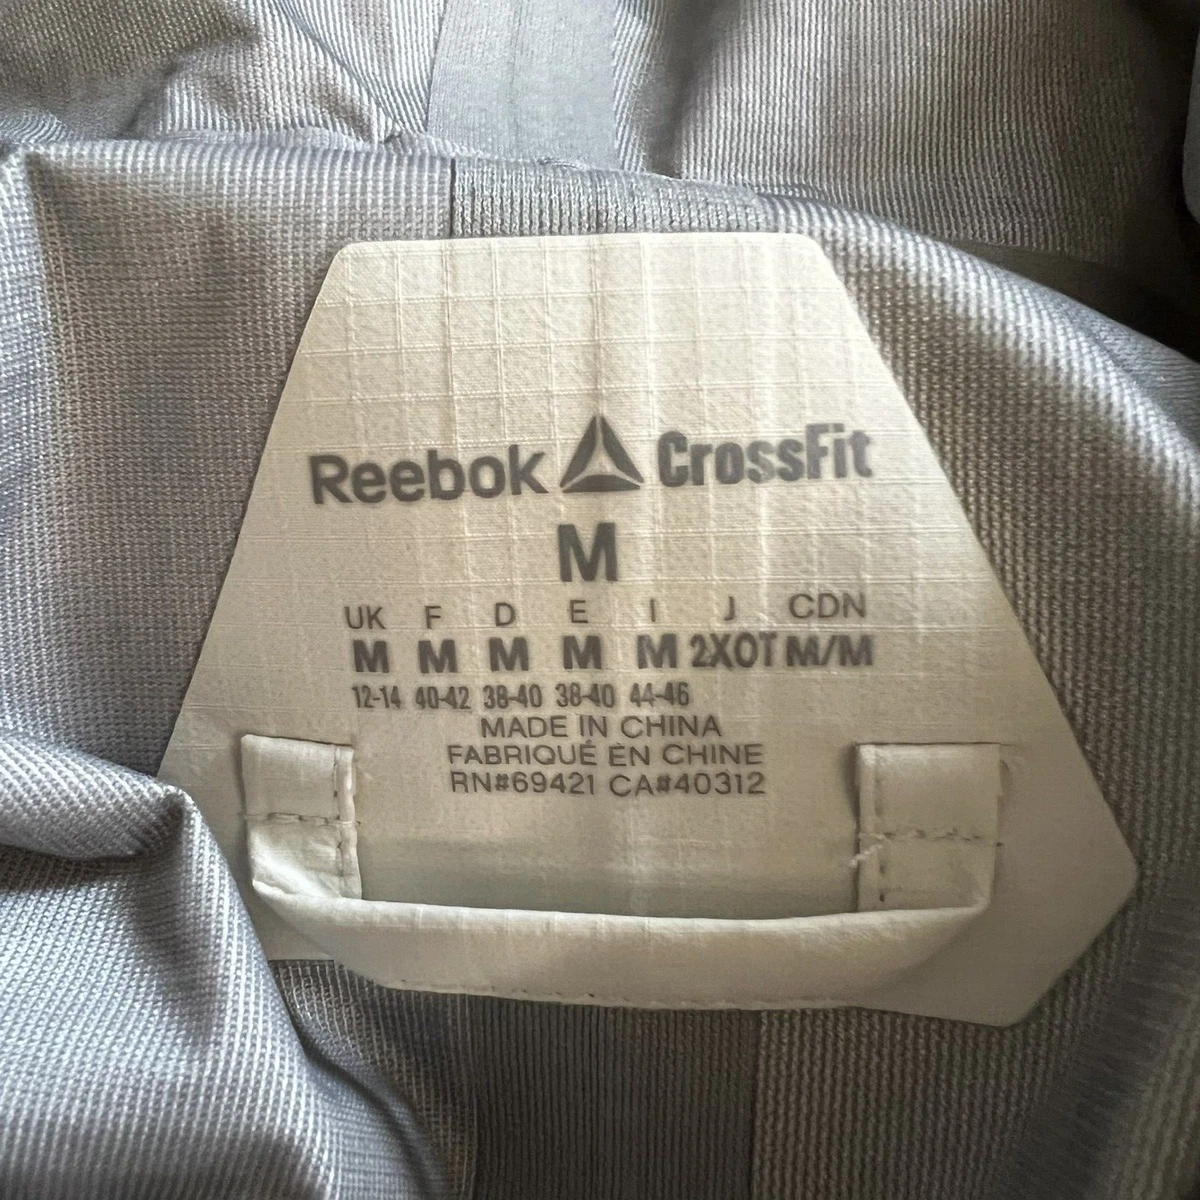 Reebok CrossFit
M
UK F D E I J CDN
M M M M M 2XOT M/M
12-14 40-42 38-40 38-40 44-46
MADE IN CHINA
FABRIQUÉ EN CHINE
RN#69421 CA#40312